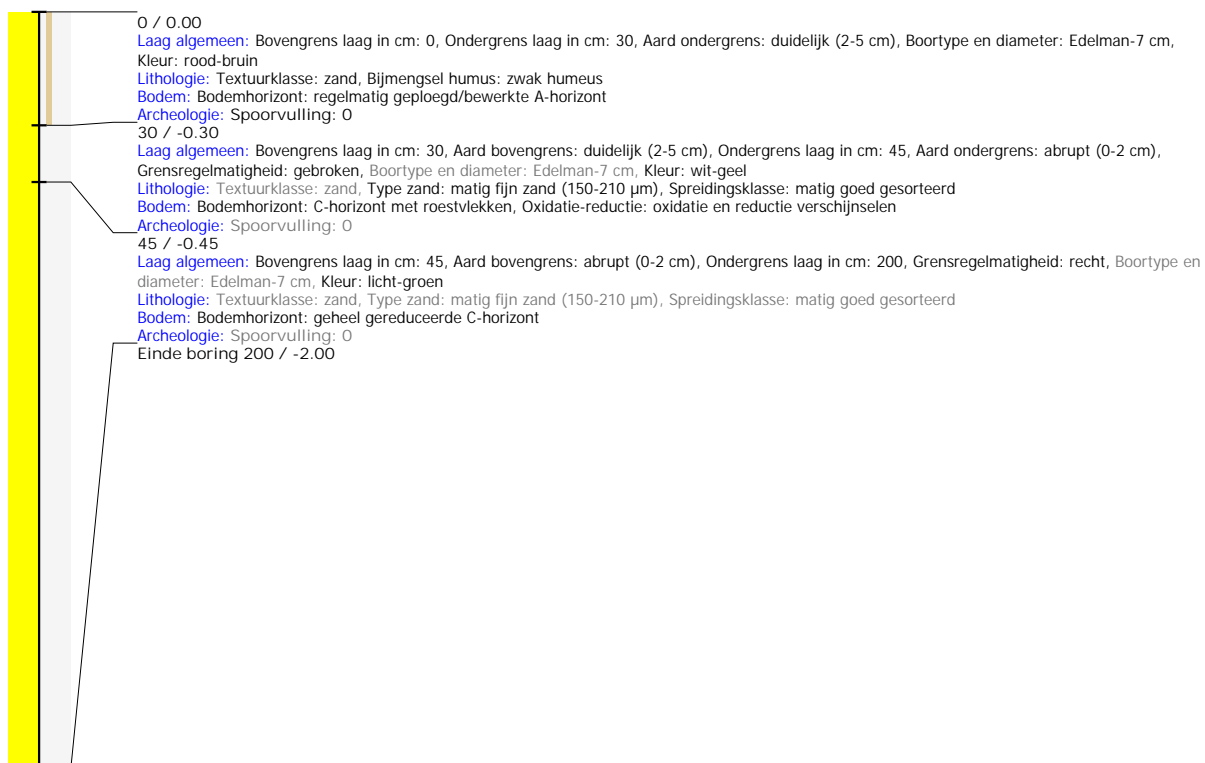 0 / 0.00
Laag algemeen: Bovengrens laag in cm: 0, Ondergrens laag in cm: 30, Aard ondergrens: duidelijk (2-5 cm), Boortype en diameter: Edelman-7 cm,
Kleur: rood-bruin
Lithologie: Textuurklasse: zand, Bijmengsel humus: zwak humeus
Bodem: Bodemhorizont: regelmatig geploegd/bewerkte A-horizont
Archeologie: Spoorvulling: 0
30 / -0.30
Laag algemeen: Bovengrens laag in cm: 30, Aard bovengrens: duidelijk (2-5 cm), Ondergrens laag in cm: 45, Aard ondergrens: abrupt (0-2 cm),
Grensregelmatigheid: gebroken, Boortype en diameter: Edelman-7 cm, Kleur: wit-geel
Lithologie: Textuurklasse: zand, Type zand: matig fijn zand (150-210 µm), Spreidingsklasse: matig goed gesorteerd
Bodem: Bodemhorizont: C-horizont met roestvlekken, Oxidatie-reductie: oxidatie en reductie verschijnselen
Archeologie: Spoorvulling: 0
45 / -0.45
Laag algemeen: Bovengrens laag in cm: 45, Aard bovengrens: abrupt (0-2 cm), Ondergrens laag in cm: 200, Grensregelmatigheid: recht, Boortype en
diameter: Edelman-7 cm, Kleur: licht-groen
Lithologie: Textuurklasse: zand, Type zand: matig fijn zand (150-210 µm), Spreidingsklasse: matig goed gesorteerd
Bodem: Bodemhorizont: geheel gereduceerde C-horizont
Archeologie: Spoorvulling: 0
Einde boring 200 / -2.00